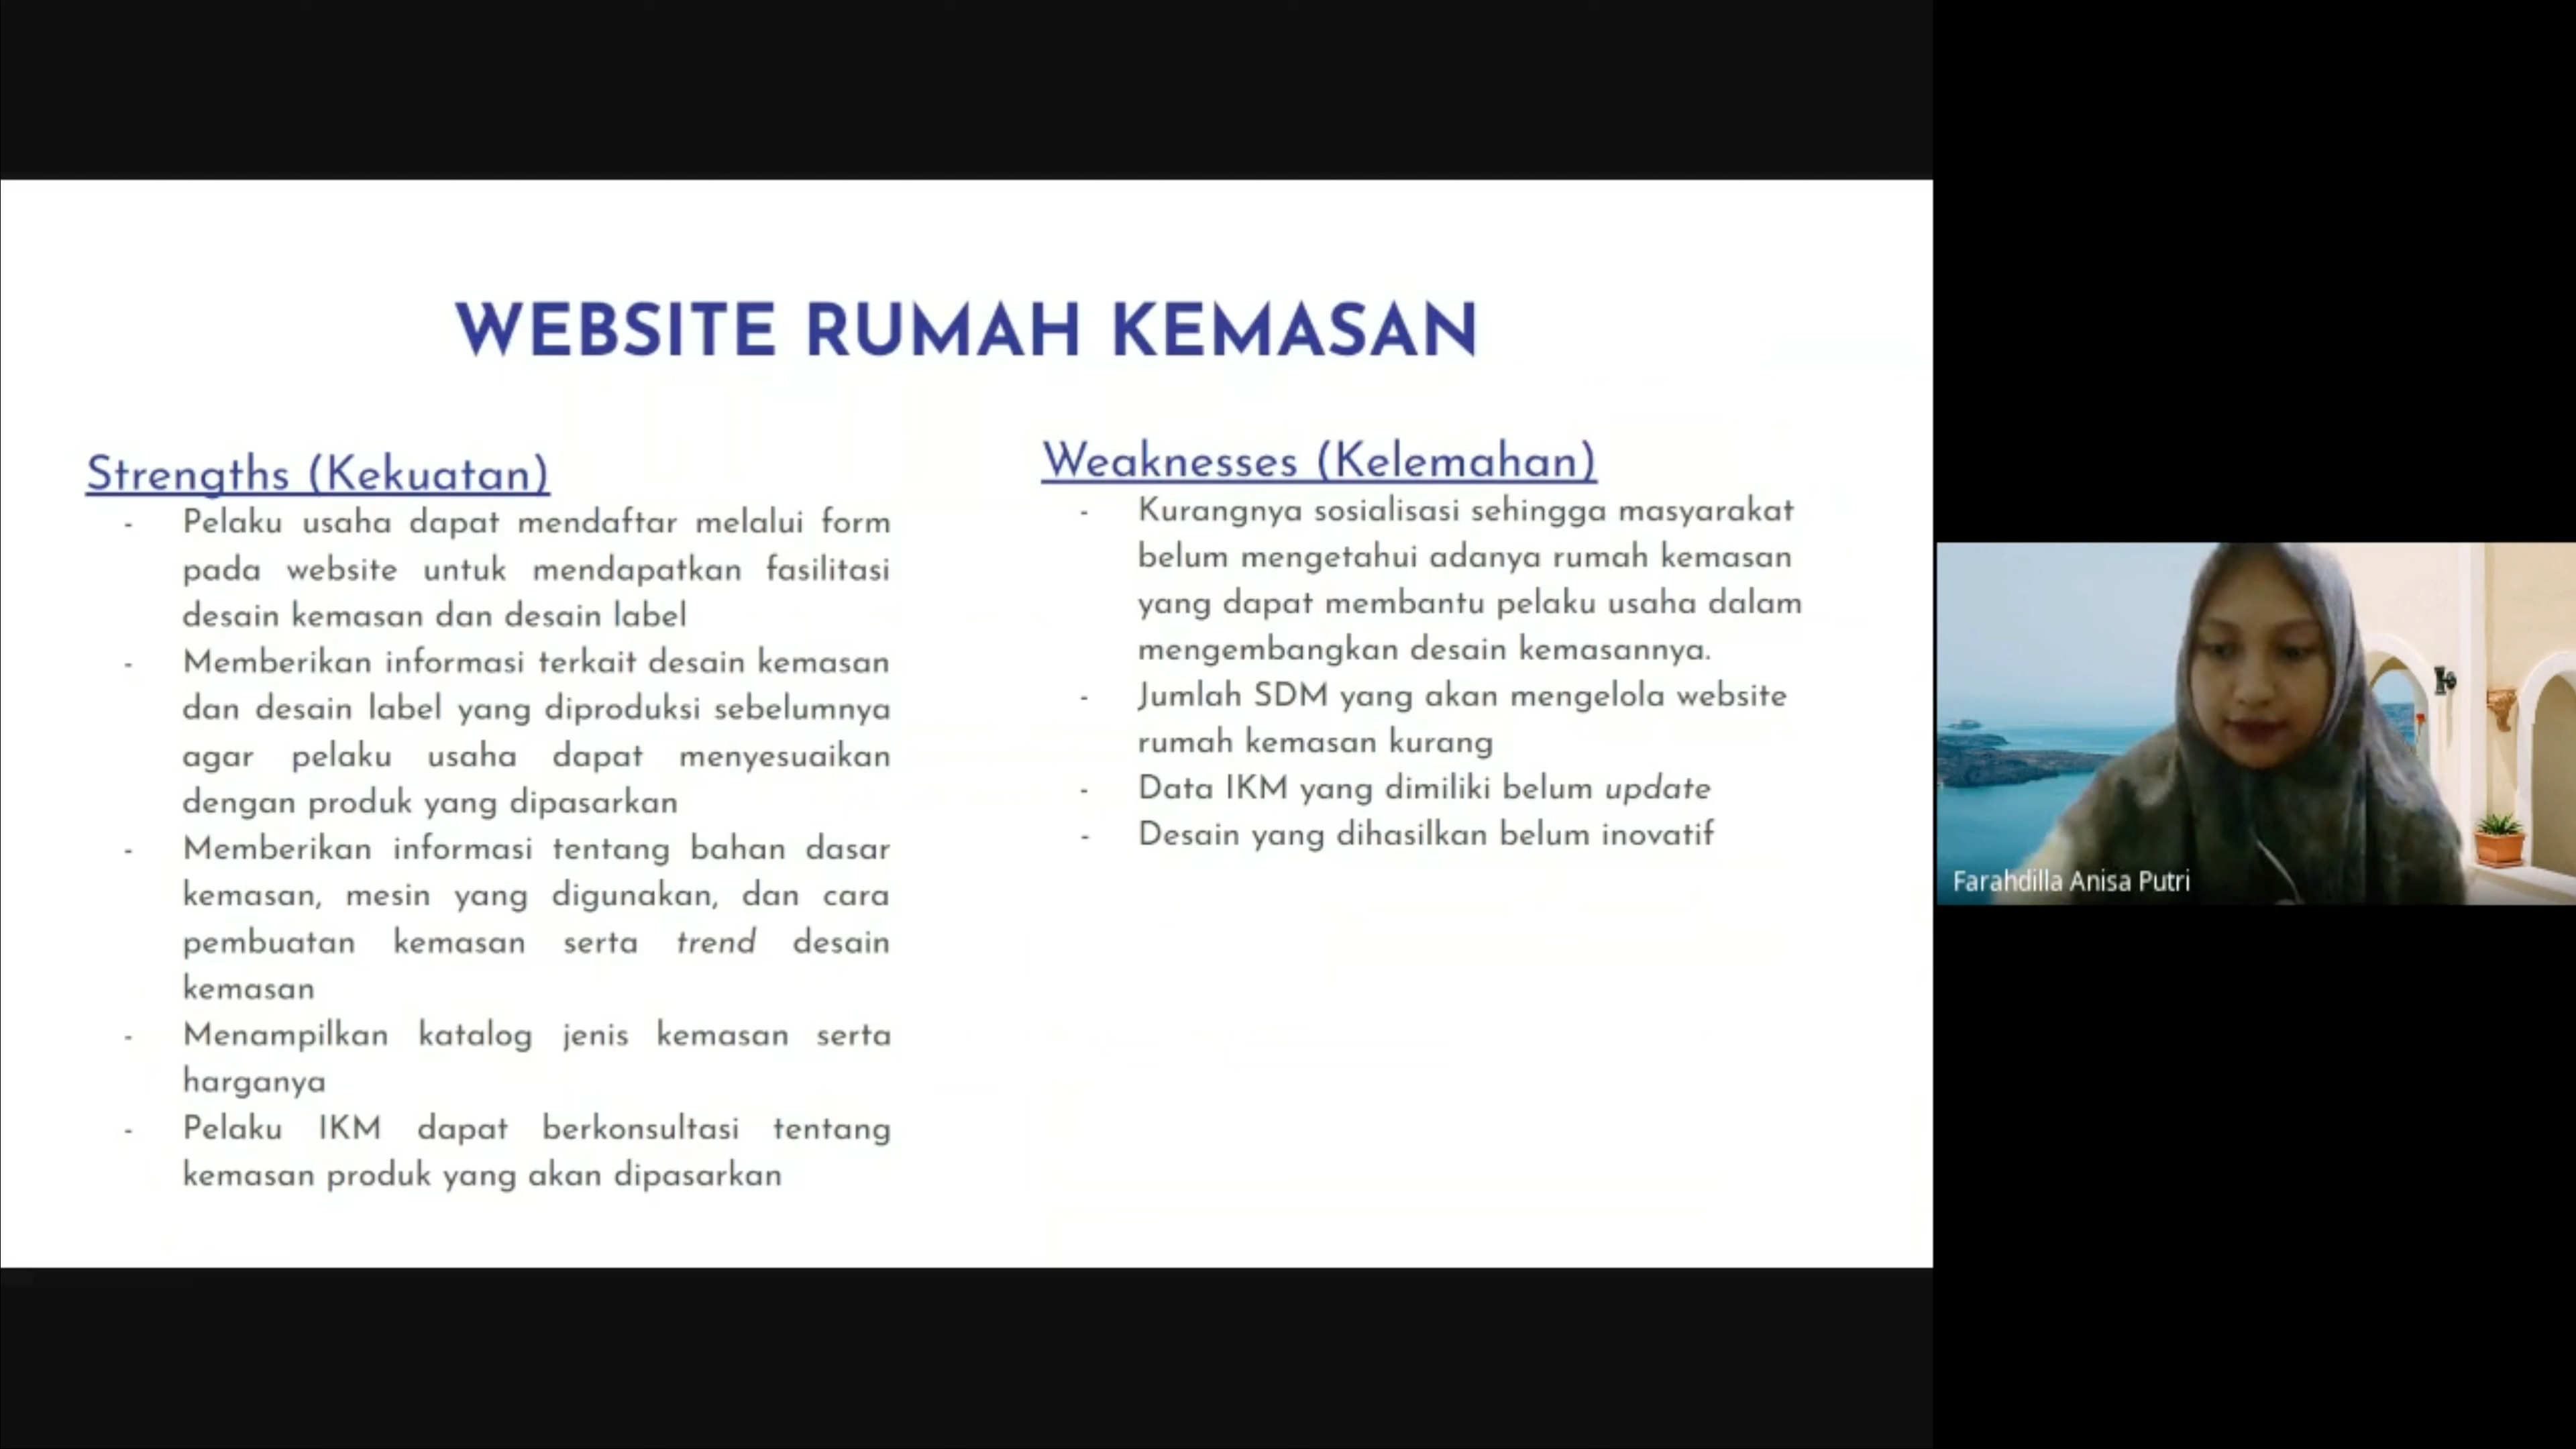 WEBSITE RUMAH KEMASAN
Strengths (Kekuatan)
- Pelaku usaha dapat mendaftar melalui form
pada website untuk mendapatkan fasilitasi
desain kemasan dan desain label
- Memberikan informasi terkait desain kemasan
dan desain label yang diproduksi sebelumnya
agar pelaku usaha dapat menyesuaikan
dengan produk yang dipasarkan
- Memberikan informasi tentang bahan dasar
kemasan, mesin yang digunakan, dan cara
pembuatan kemasan serta trend desain
kemasan
- Menampilkan katalog jenis kemasan serta
harganya
- Pelaku IKM dapat berkonsultasi tentang
kemasan produk yang akan dipasarkan
Weaknesses (Kelemahan)
- Kurangnya sosialisasi sehingga masyarakat
belum mengetahui adanya rumah kemasan
yang dapat membantu pelaku usaha dalam
mengembangkan desain kemasannya.
- Jumlah SDM yang akan mengelola website
rumah kemasan kurang
- Data IKM yang dimiliki belum update
- Desain yang dihasilkan belum inovatif
Farahdilla Anisa Putri